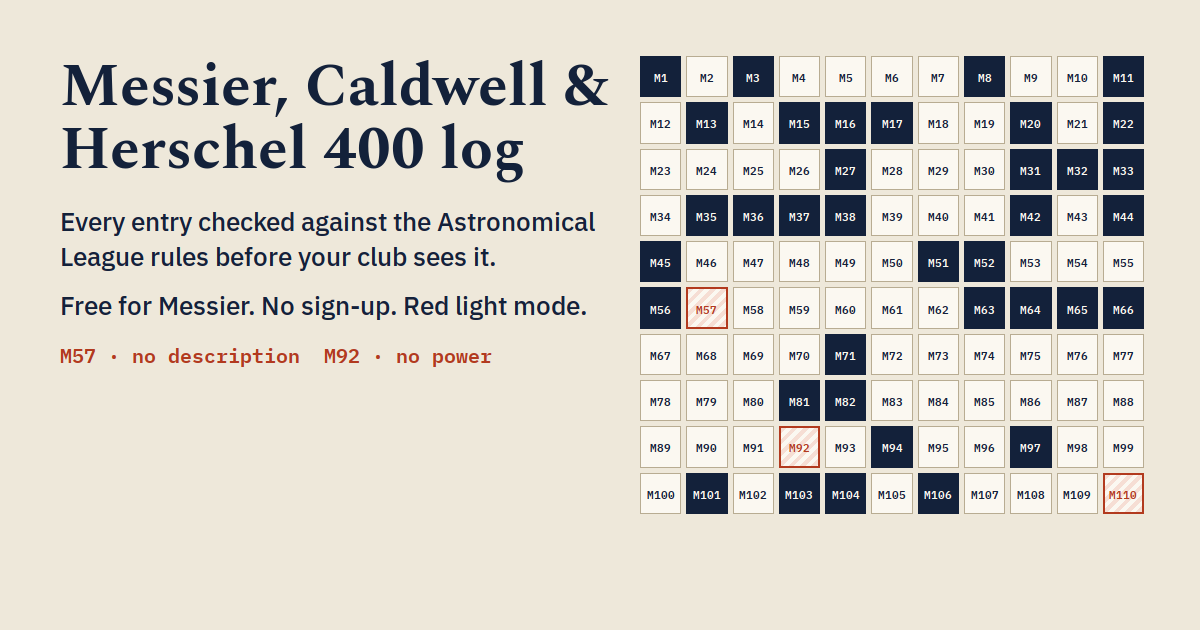 Messier, Caldwell &
Herschel 400 log
Every entry checked against the Astronomical
League rules before your club sees it.
Free for Messier. No sign-up. Red light mode.
M57 · no description M92 · no power
M1 M2 M3 M4 M5 M6 M7 M8 M9 M10 M11
M12 M13 M14 M15 M16 M17 M18 M19 M20 M21 M22
M23 M24 M25 M26 M27 M28 M29 M30 M31 M32 M33
M34 M35 M36 M37 M38 M39 M40 M41 M42 M43 M44
M45 M46 M47 M48 M49 M50 M51 M52 M53 M54 M55
M56 M57 M58 M59 M60 M61 M62 M63 M64 M65 M66
M67 M68 M69 M70 M71 M72 M73 M74 M75 M76 M77
M78 M79 M80 M81 M82 M83 M84 M85 M86 M87 M88
M89 M90 M91 M92 M93 M94 M95 M96 M97 M98 M99
M100 M101 M102 M103 M104 M105 M106 M107 M108 M109 M110